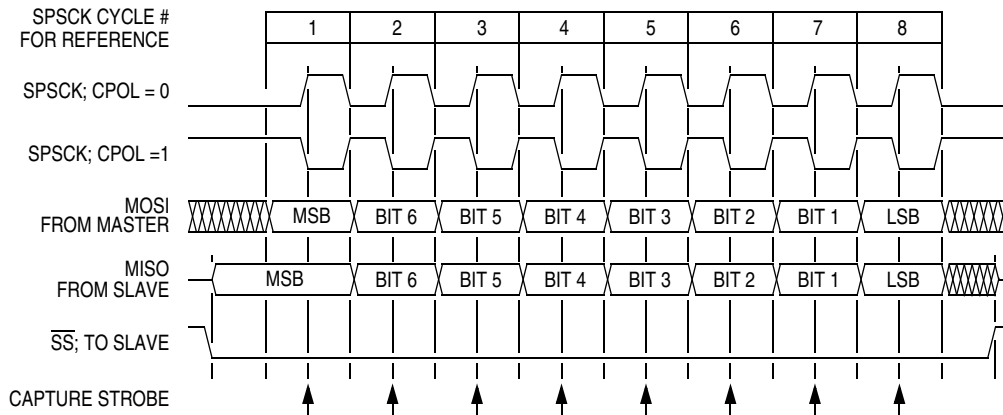 SPSCK CYCLE #
FOR REFERENCE
1 2 3 4 5 6 7 8
SPSCK; CPOL = 0
SPSCK; CPOL =1
MOSI
FROM MASTER
MSB BIT 6 BIT 5 BIT 4 BIT 3 BIT 2 BIT 1 LSB
MISO
FROM SLAVE
MSB BIT 6 BIT 5 BIT 4 BIT 3 BIT 2 BIT 1 LSB
SS; TO SLAVE
CAPTURE STROBE